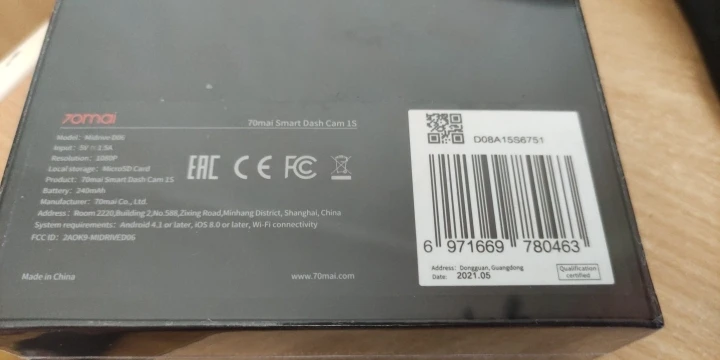 70mai
70mai Smart Dash Cam 1S
Model: Midrive D06
Input: 5V ⎓ 1.5A
Resolution: 1080P
Local storage: MicroSD Card
Product: 70mai Smart Dash Cam 1S
Battery: 240mAh
Manufacturer: 70mai Co., Ltd.
Address: Room 2220,Building 2,No.588,Zixing Road,Minhang District, Shanghai, China
System requirements: Android 4.1 or later, iOS 8.0 or later, Wi-Fi connectivity
FCC ID: 2AOK9-MIDRIVED06
EAC CE FC
Made in China
www.70mai.com
D08A15S6751
6 971669 780463
Address: Dongguan, Guangdong
Date: 2021.05
Qualification
certified